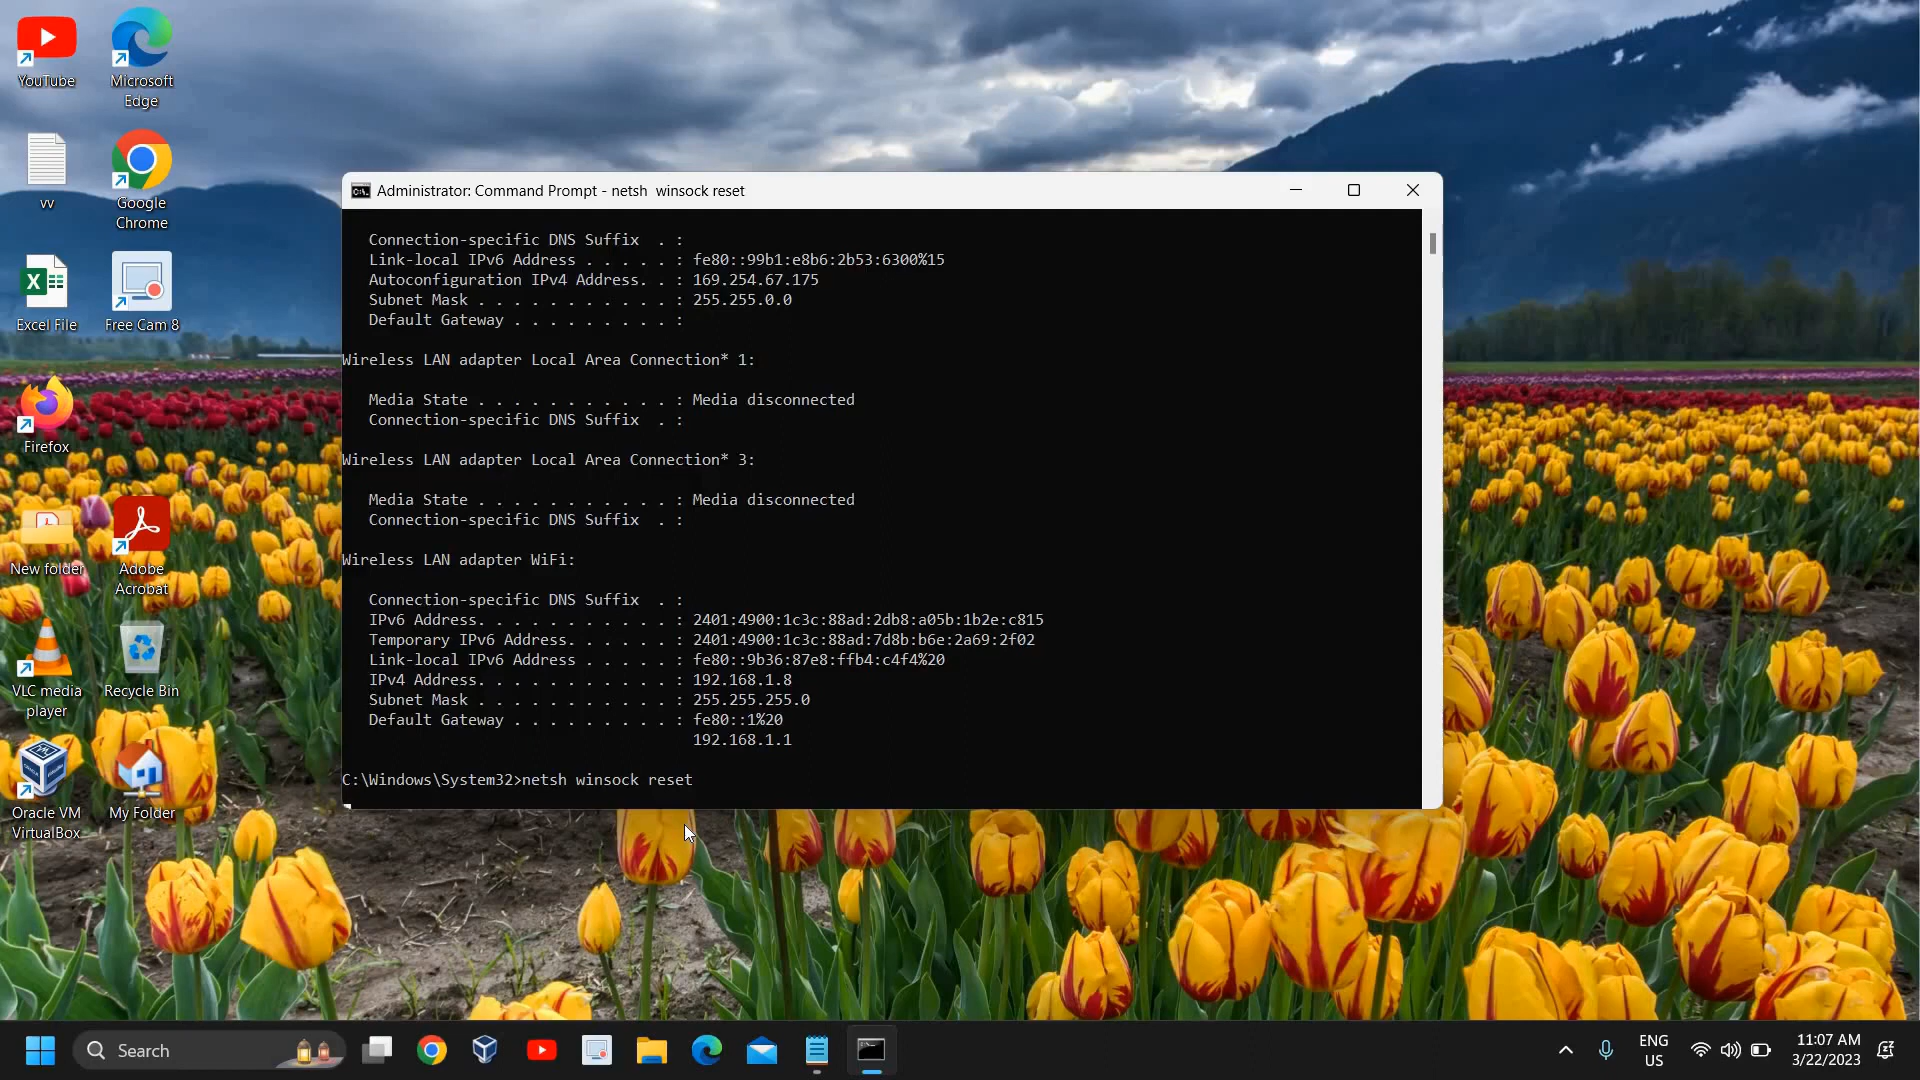 YouTube
Microsoft
Edge
vv
Google
Chrome
Excel File
Free Cam 8
Firefox
New folder
Adobe
Acrobat
VLC media
player
Recycle Bin
Oracle VM
VirtualBox
My Folder
Administrator: Command Prompt - netsh  winsock reset
Connection-specific DNS Suffix  . :
Link-local IPv6 Address . . . . . : fe80::99b1:e8b6:2b53:6300%15
Autoconfiguration IPv4 Address. . : 169.254.67.175
Subnet Mask . . . . . . . . . . . : 255.255.0.0
Default Gateway . . . . . . . . . :
Wireless LAN adapter Local Area Connection* 1:
Media State . . . . . . . . . . . : Media disconnected
Connection-specific DNS Suffix  . :
Wireless LAN adapter Local Area Connection* 3:
Media State . . . . . . . . . . . : Media disconnected
Connection-specific DNS Suffix  . :
Wireless LAN adapter WiFi:
Connection-specific DNS Suffix  . :
IPv6 Address. . . . . . . . . . . : 2401:4900:1c3c:88ad:2db8:a05b:1b2e:c815
Temporary IPv6 Address. . . . . . : 2401:4900:1c3c:88ad:7d8b:b6e:2a69:2f02
Link-local IPv6 Address . . . . . : fe80::9b36:87e8:ffb4:c4f4%20
IPv4 Address. . . . . . . . . . . : 192.168.1.8
Subnet Mask . . . . . . . . . . . : 255.255.255.0
Default Gateway . . . . . . . . . : fe80::1%20
192.168.1.1
C:\Windows\System32>netsh winsock reset
Search
ENG
US
11:07 AM
3/22/2023